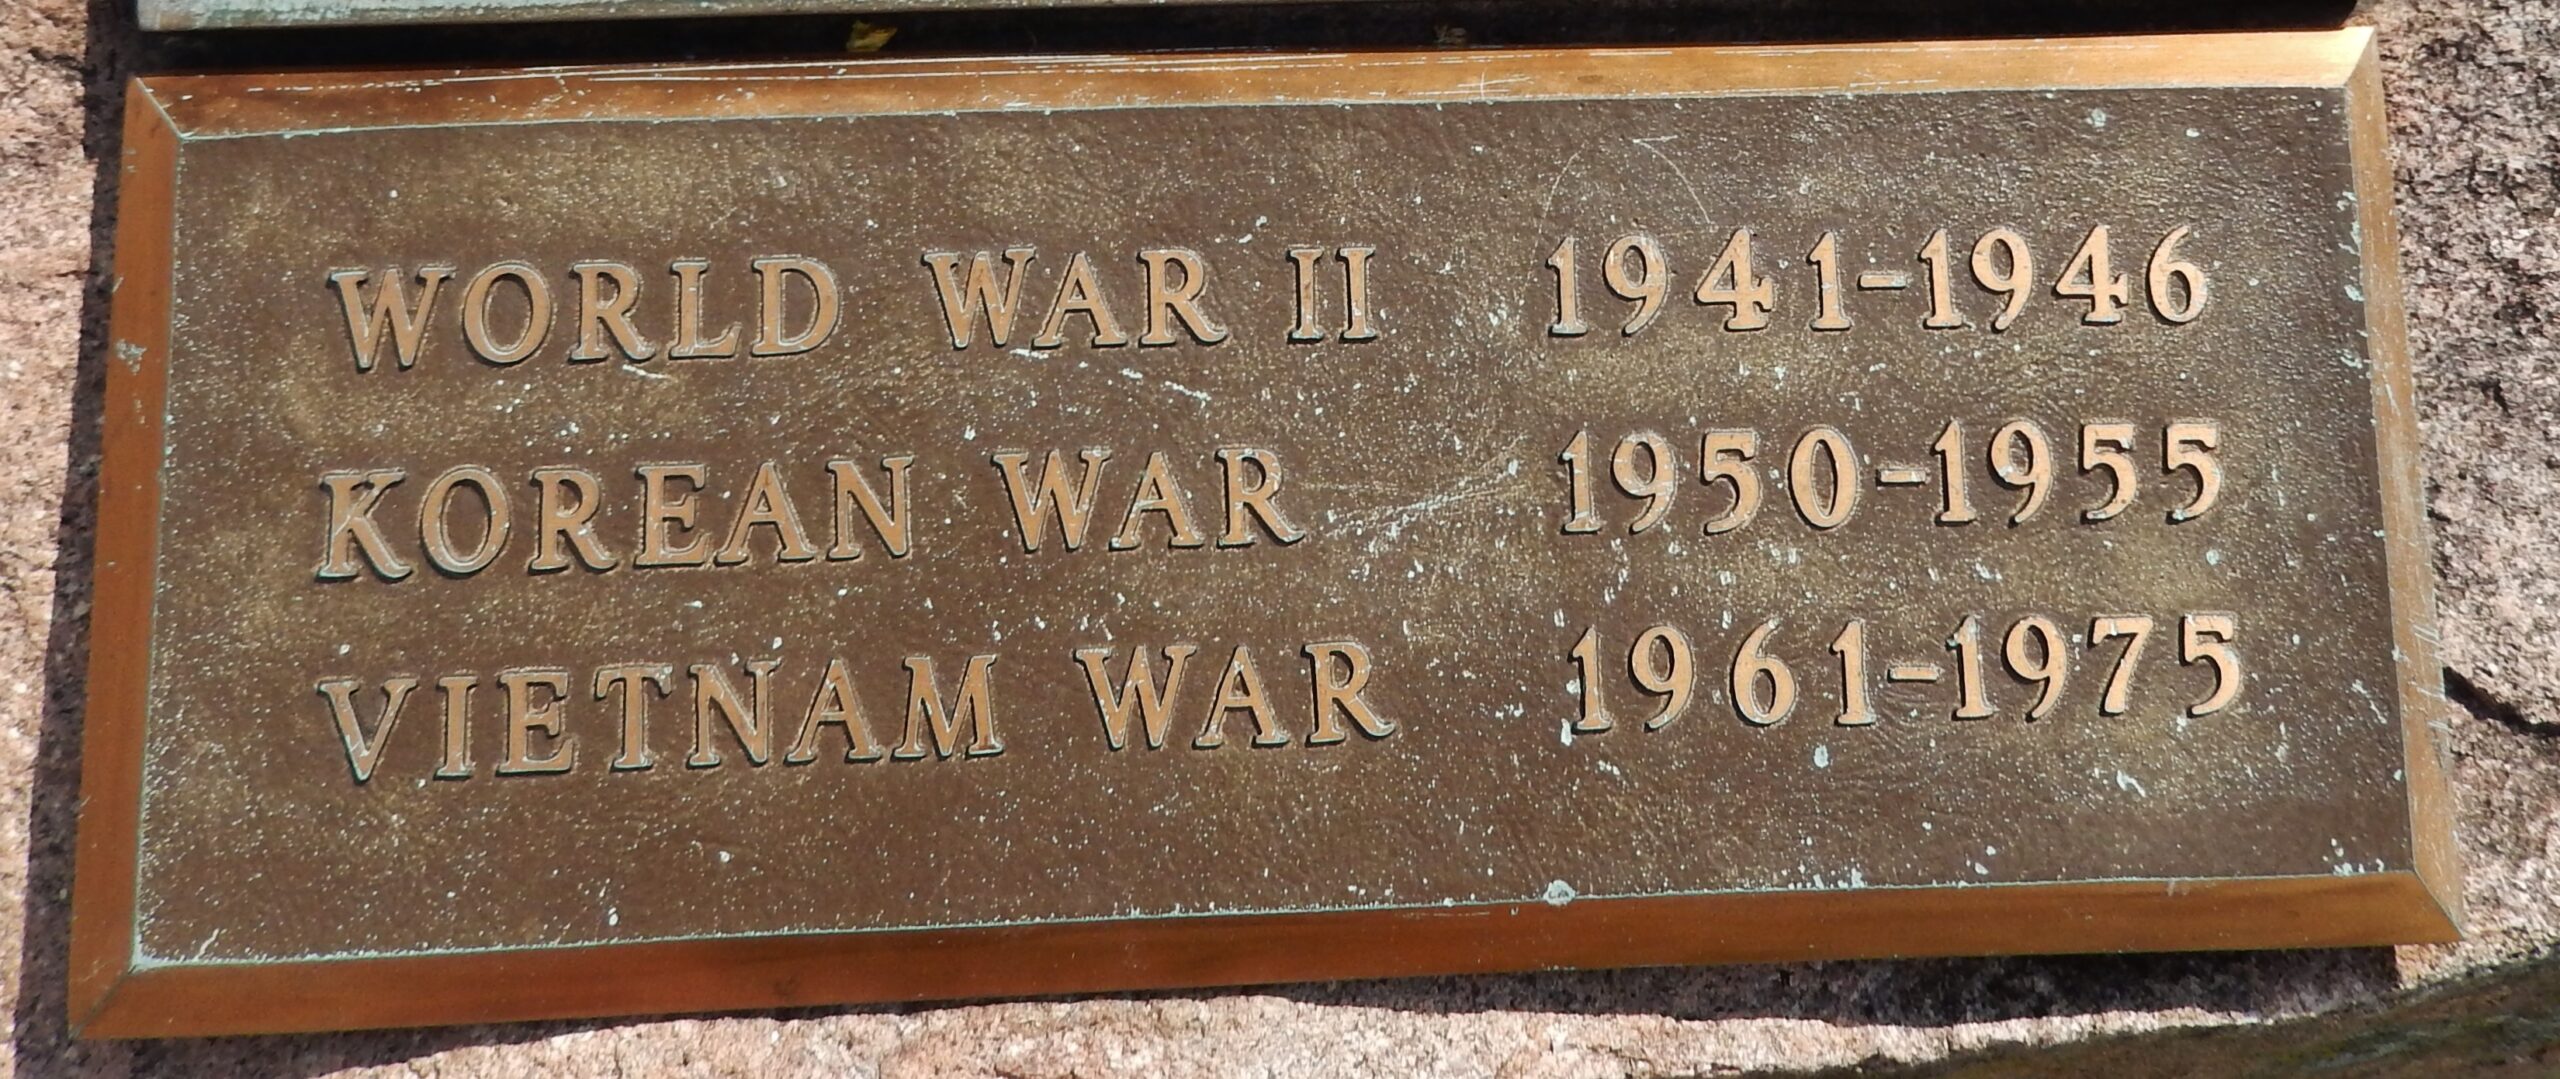 WORLD WAR II 1941-1946
KOREAN WAR 1950-1955
VIETNAM WAR 1961-1975